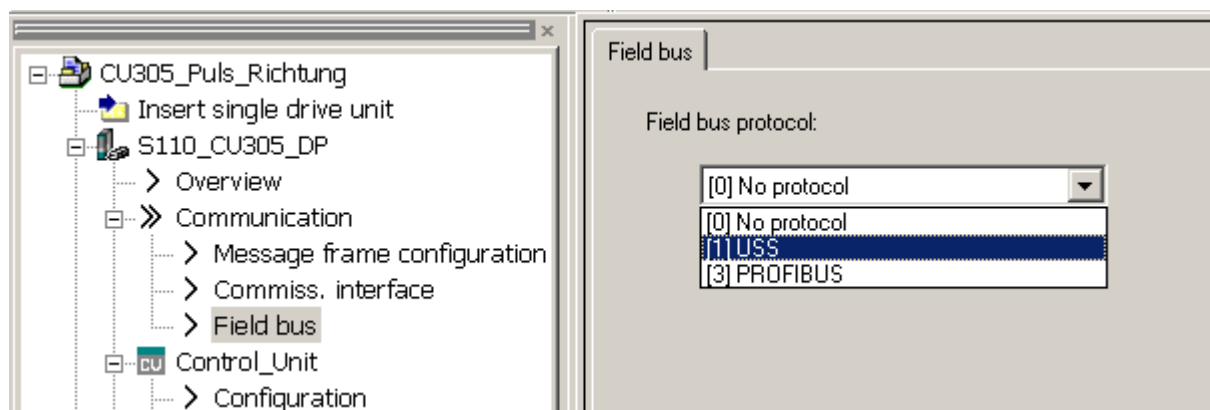 CU305_Puls_Richtung
Insert single drive unit
S110_CU305_DP
Overview
Communication
Message frame configuration
Commiss. interface
Field bus
CU Control_Unit
Configuration
Field bus
Field bus protocol:
[0] No protocol
[0] No protocol
[1] USS
[3] PROFIBUS